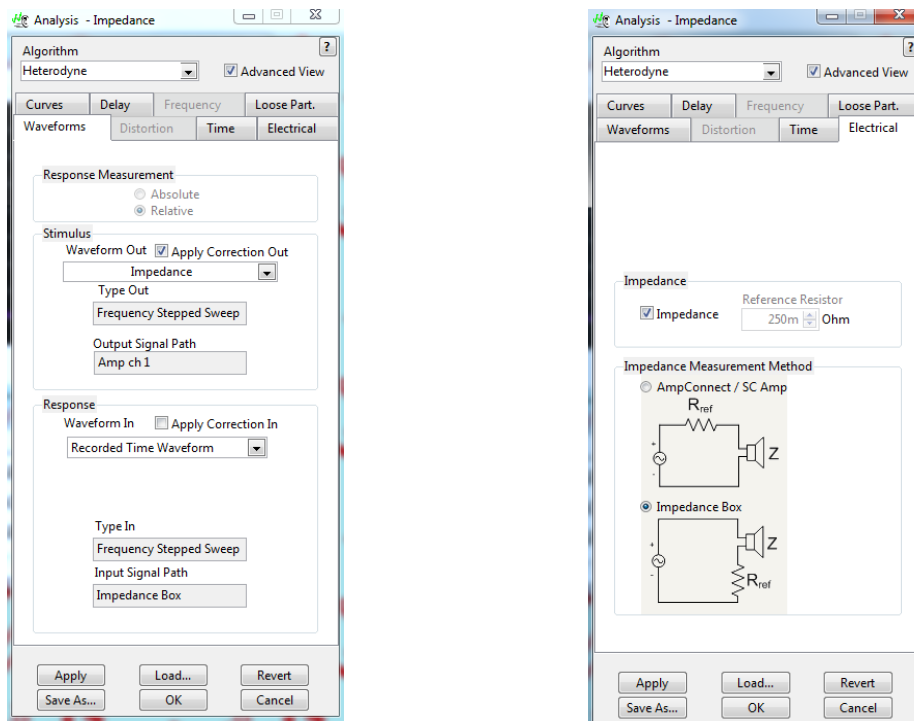 Analysis - Impedance
Algorithm
?
Heterodyne
Advanced View
Curves
Delay
Frequency
Loose Part.
Waveforms
Distortion
Time
Electrical
Response Measurement
Absolute
Relative
Stimulus
Waveform Out
Apply Correction Out
Impedance
Type Out
Frequency Stepped Sweep
Output Signal Path
Amp ch 1
Response
Waveform In
Apply Correction In
Recorded Time Waveform
Type In
Frequency Stepped Sweep
Input Signal Path
Impedance Box
Apply
Load...
Revert
Save As...
OK
Cancel
Analysis - Impedance
Algorithm
?
Heterodyne
Advanced View
Curves
Delay
Frequency
Loose Part.
Waveforms
Distortion
Time
Electrical
Impedance
Reference Resistor
Impedance
250m
Ohm
Impedance Measurement Method
AmpConnect / SC Amp
Rref
+
Z
-
Impedance Box
+
Z
-
Rref
Apply
Load...
Revert
Save As...
OK
Cancel